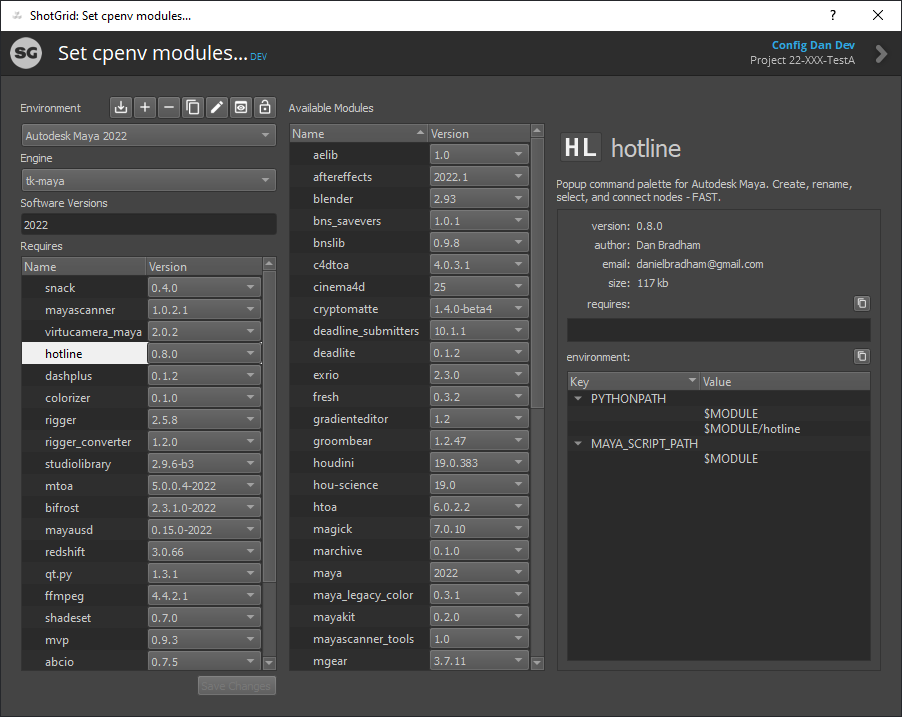 ShotGrid: Set cpenv modules...
?
SG
Set cpenv modules... DEV
Config Dan Dev
Project 22-XXX-TestA
Environment
Autodesk Maya 2022
Engine
tk-maya
Software Versions
2022
Requires
Name Version
snack 0.4.0
mayascanner 1.0.2.1
virtucamera_maya 2.0.2
hotline 0.8.0
dashplus 0.1.2
colorizer 0.1.0
rigger 2.5.8
rigger_converter 1.2.0
studiolibrary 2.9.6-b3
mtoa 5.0.0.4-2022
bifrost 2.3.1.0-2022
mayausd 0.15.0-2022
redshift 3.0.66
qt.py 1.3.1
ffmpeg 4.4.2.1
shadeset 0.7.0
mvp 0.9.3
abcio 0.7.5
Save Changes
Available Modules
Name Version
aelib 1.0
aftereffects 2022.1
blender 2.93
bns_savevers 1.0.1
bnslib 0.9.8
c4dtoa 4.0.3.1
cinema4d 25
cryptomatte 1.4.0-beta4
deadline_submitters 10.1.1
deadlite 0.1.2
exrio 2.3.0
fresh 0.3.2
gradienteditor 1.2
groombear 1.2.47
houdini 19.0.383
hou-science 19.0
htoa 6.0.2.2
magick 7.0.10
marchive 0.1.0
maya 2022
maya_legacy_color 0.3.1
mayakit 0.2.0
mayascanner_tools 1.0
mgear 3.7.11
HL hotline
Popup command palette for Autodesk Maya. Create, rename,
select, and connect nodes - FAST.
version: 0.8.0
author: Dan Bradham
email: danielbradham@gmail.com
size: 117 kb
requires:
environment:
Key Value
PYTHONPATH
$MODULE
$MODULE/hotline
MAYA_SCRIPT_PATH
$MODULE